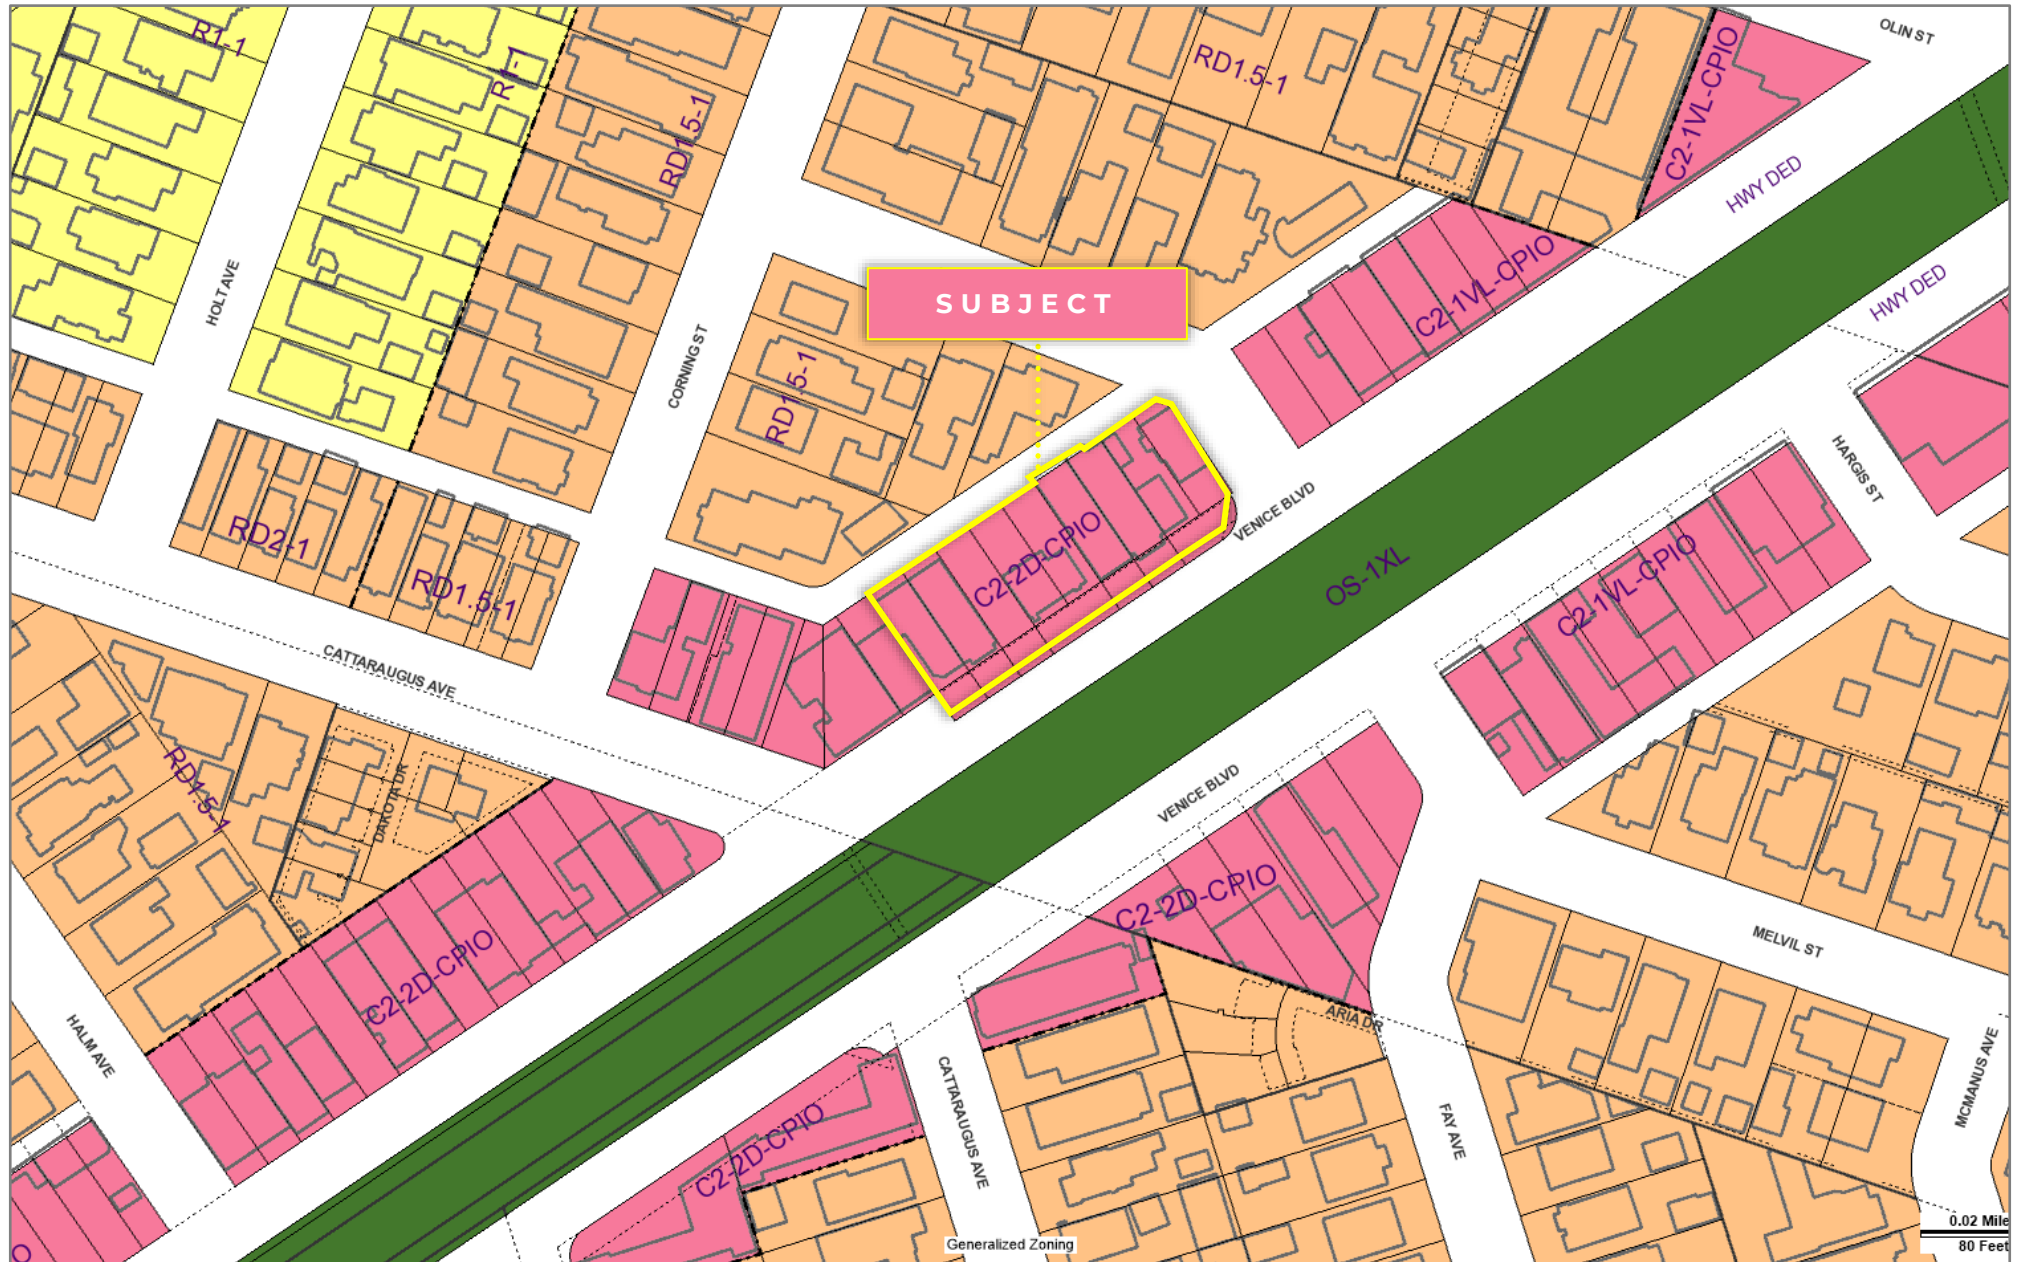 R1-1
R1-1
RD1.5-1
RD1.5-1
C2-1VL-CPIO
OLIN ST
HWY DED
HWY DED
HOLT AVE
CORNING ST
SUBJECT
C2-1VL-CPIO
RD1.5-1
HARGIS ST
VENICE BLVD
RD2-1
RD1.5-1
C2-2D-CPIO
OS-1XL
C2-1VL-CPIO
CATTARAUGUS AVE
RD1.5-1
DAKOTA DR
VENICE BLVD
C2-2D-CPIO
C2-2D-CPIO
MELVIL ST
HALM AVE
ARIA DR
CATTARAUGUS AVE
FAY AVE
MCMANUS AVE
C2-2D-CPIO
O
Generalized Zoning
0.02 Mile
80 Feet